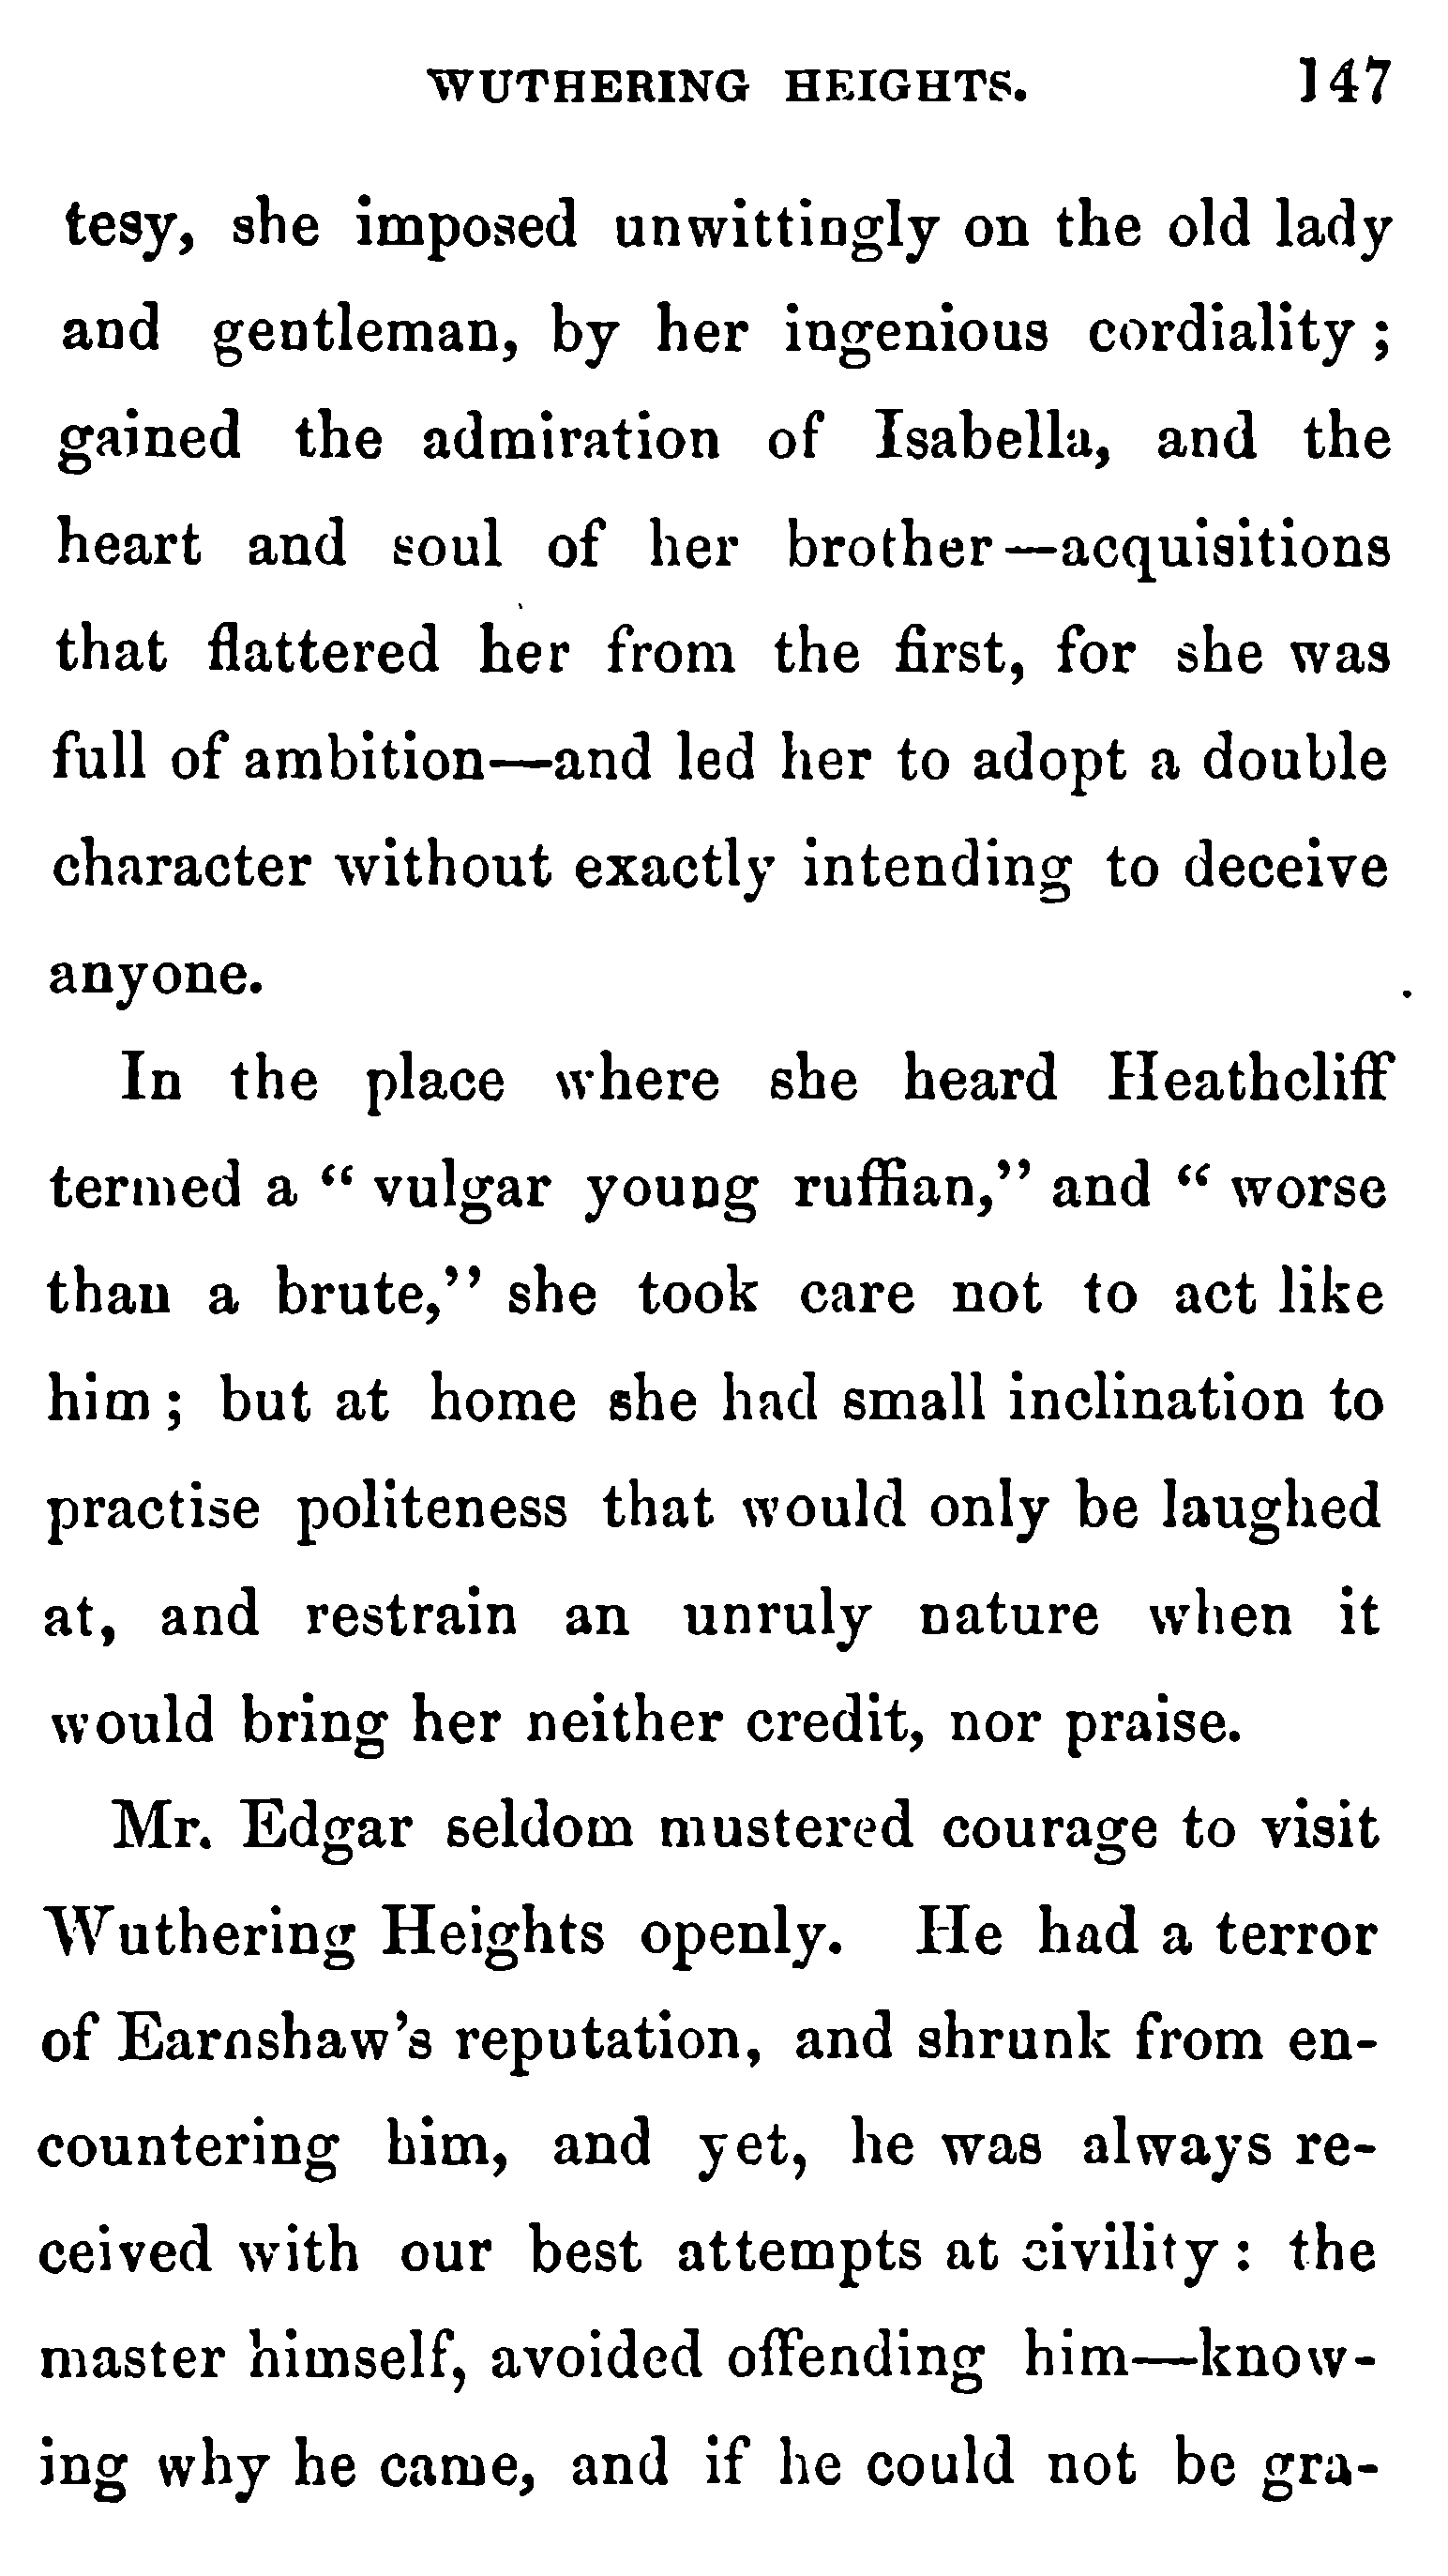 WUTHERING HEIGHTS. 147
tesy, she imposed unwittingly on the old lady
and gentleman, by her ingenious cordiality;
gained the admiration of Isabella, and the
heart and soul of her brother—acquisitions
that flattered her from the first, for she was
full of ambition—and led her to adopt a double
character without exactly intending to deceive
anyone.
In the place where she heard Heathcliff
termed a “ vulgar young ruffian,” and “ worse
than a brute,” she took care not to act like
him; but at home she had small inclination to
practise politeness that would only be laughed
at, and restrain an unruly nature when it
would bring her neither credit, nor praise.
Mr. Edgar seldom mustered courage to visit
Wuthering Heights openly. He had a terror
of Earnshaw’s reputation, and shrunk from en-
countering him, and yet, he was always re-
ceived with our best attempts at civility: the
master himself, avoided offending him—know-
ing why he came, and if he could not be gra-